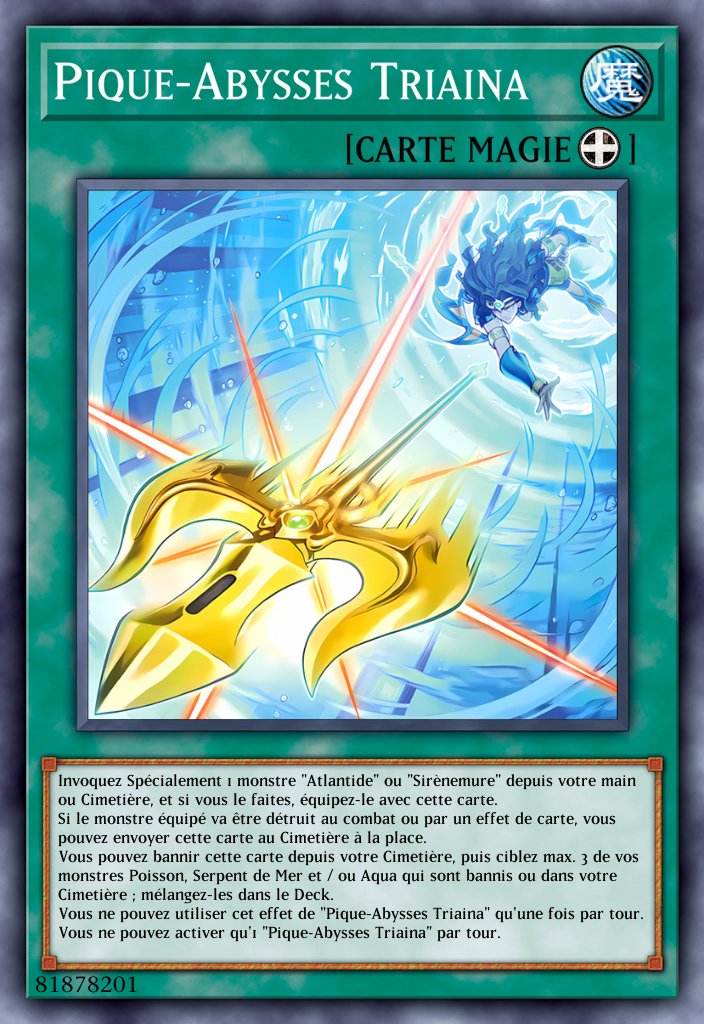 PIQUE-ABYSSES TRIAINA
魔
[CARTE MAGIE]
Invoquez Spécialement 1 monstre "Atlantide" ou "Sirènemure" depuis votre main
ou Cimetière, et si vous le faites, équipez-le avec cette carte.
Si le monstre équipé va être détruit au combat ou par un effet de carte, vous
pouvez envoyer cette carte au Cimetière à la place.
Vous pouvez bannir cette carte depuis votre Cimetière, puis ciblez max. 3 de vos
monstres Poisson, Serpent de Mer et / ou Aqua qui sont bannis ou dans votre
Cimetière ; mélangez-les dans le Deck.
Vous ne pouvez utiliser cet effet de "Pique-Abysses Triaina" qu'une fois par tour.
Vous ne pouvez activer qu'1 "Pique-Abysses Triaina" par tour.
81878201